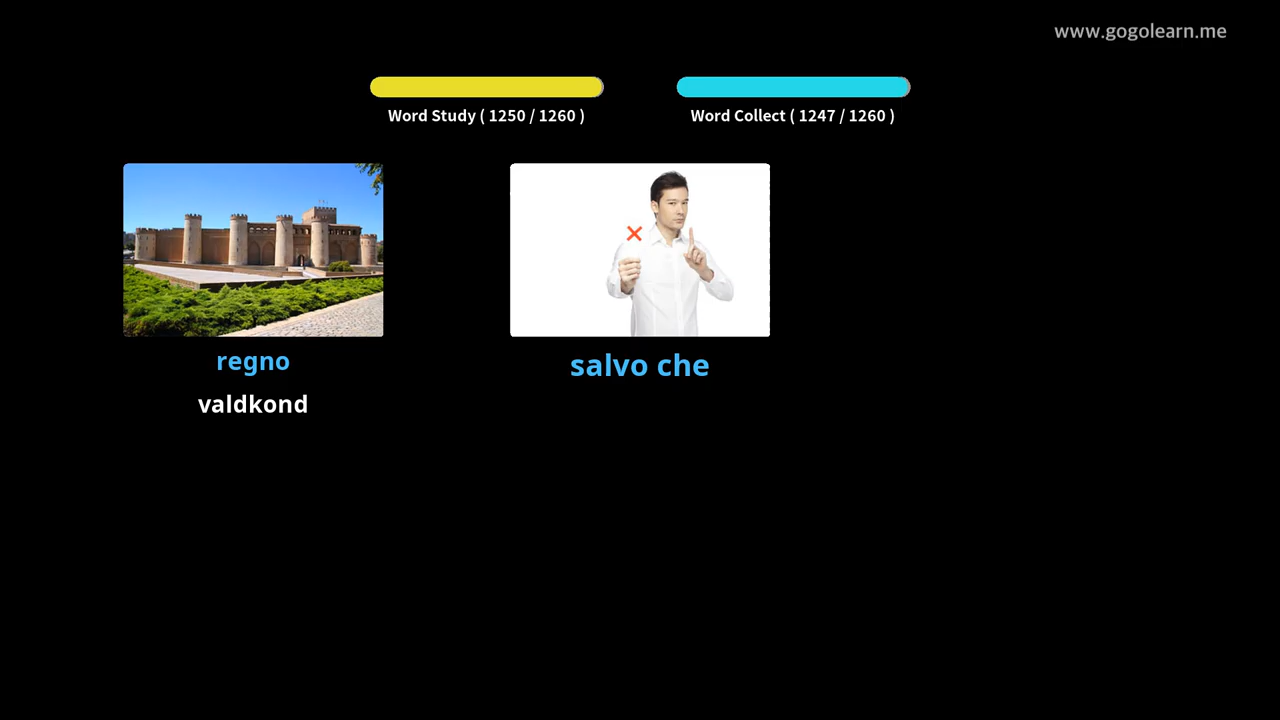 www.gogolearn.me
Word Study ( 1250 / 1260 )
Word Collect ( 1247 / 1260 )
regno
valdkond
salvo che